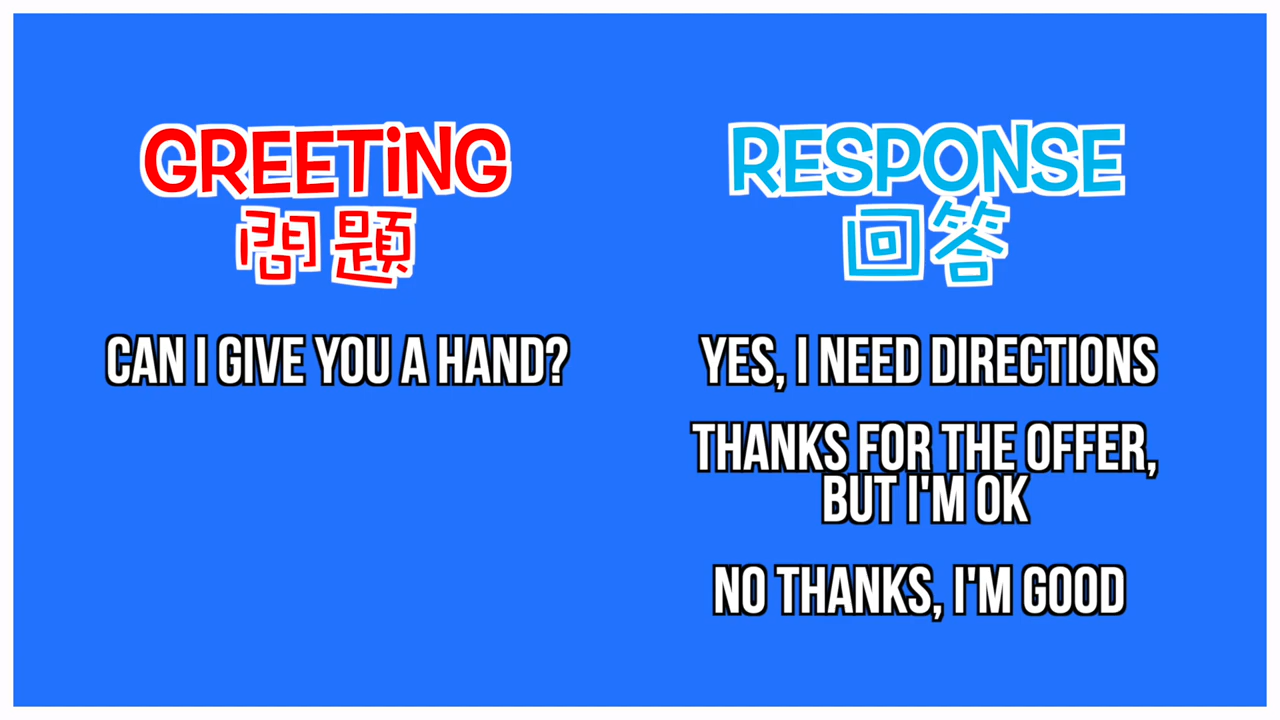 GREETING
問題
CAN I GIVE YOU A HAND?
RESPONSE
回答
YES, I NEED DIRECTIONS
THANKS FOR THE OFFER,
BUT I'M OK
NO THANKS, I'M GOOD